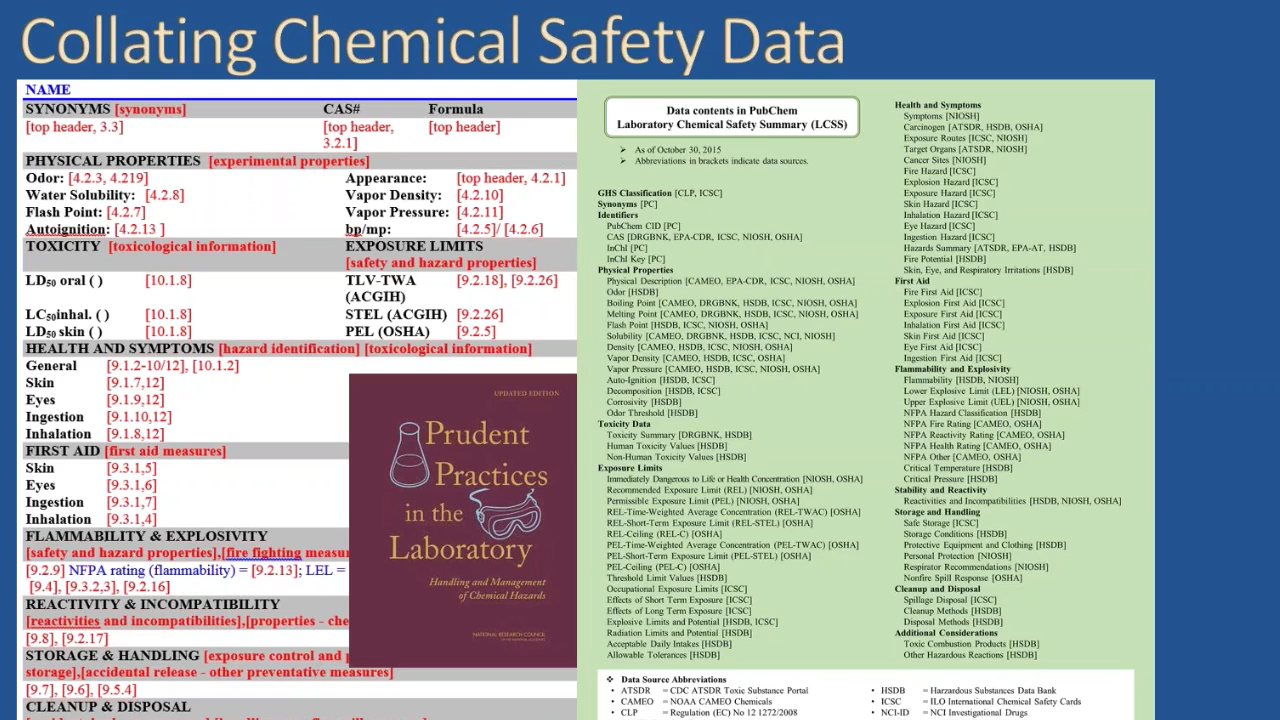 Collating Chemical Safety Data
NAME
SYNONYMS [synonyms] CAS# Formula
[top header, 3.3] [top header, 3.2.1] [top header]
PHYSICAL PROPERTIES [experimental properties]
Odor: [4.2.3, 4.219] Appearance: [top header, 4.2.1]
Water Solubility: [4.2.8] Vapor Density: [4.2.10]
Flash Point: [4.2.7] Vapor Pressure: [4.2.11]
Autoignition: [4.2.13 ] bp/mp: [4.2.5]/ [4.2.6]
TOXICITY [toxicological information] EXPOSURE LIMITS
[safety and hazard properties]
LD50 oral ( ) [10.1.8] TLV-TWA (ACGIH) [9.2.18], [9.2.26]
LC50inhal. ( ) [10.1.8] STEL (ACGIH) [9.2.26]
LD50 skin ( ) [10.1.8] PEL (OSHA) [9.2.5]
HEALTH AND SYMPTOMS [hazard identification] [toxicological information]
General [9.1.2-10/12], [10.1.2]
Skin [9.1.7,12]
Eyes [9.1.9,12]
Ingestion [9.1.10,12]
Inhalation [9.1.8,12]
FIRST AID [first aid measures]
Skin [9.3.1,5]
Eyes [9.3.1,6]
Ingestion [9.3.1,7]
Inhalation [9.3.1,4]
FLAMMABILITY & EXPLOSIVITY
[safety and hazard properties],[fire fighting measur
[9.2.9] NFPA rating (flammability) = [9.2.13]; LEL =
[9.4], [9.3.2,3], [9.2.16]
REACTIVITY & INCOMPATIBILITY
[reactivities and incompatibilities],[properties - che
[9.8], [9.2.17]
STORAGE & HANDLING [exposure control and p
storage],[accidental release - other preventative measures]
[9.7], [9.6], [9.5.4]
CLEANUP & DISPOSAL
UPDATED EDITION
Prudent
Practices
in the
Laboratory
Handling and Management
of Chemical Hazards
NATIONAL RESEARCH COUNCIL
Data contents in PubChem
Laboratory Chemical Safety Summary (LCSS)
As of October 30, 2015
Abbreviations in brackets indicate data sources.
GHS Classification [CLP, ICSC]
Synonyms [PC]
Identifiers
PubChem CID [PC]
CAS [DRGBNK, EPA-CDR, ICSC, NIOSH, OSHA]
InChI [PC]
InChI Key [PC]
Physical Properties
Physical Description [CAMEO, EPA-CDR, ICSC, NIOSH, OSHA]
Odor [HSDB]
Boiling Point [CAMEO, DRGBNK, HSDB, ICSC, NIOSH, OSHA]
Melting Point [CAMEO, DRGBNK, HSDB, ICSC, NIOSH, OSHA]
Flash Point [HSDB, ICSC, NIOSH, OSHA]
Solubility [CAMEO, DRGBNK, HSDB, ICSC, NCI, NIOSH]
Density [CAMEO, HSDB, ICSC, NIOSH, OSHA]
Vapor Density [CAMEO, HSDB, ICSC, OSHA]
Vapor Pressure [CAMEO, HSDB, ICSC, NIOSH, OSHA]
Auto-Ignition [HSDB, ICSC]
Decomposition [HSDB, ICSC]
Corrosivity [HSDB]
Odor Threshold [HSDB]
Toxicity Data
Toxicity Summary [DRGBNK, HSDB]
Human Toxicity Values [HSDB]
Non-Human Toxicity Values [HSDB]
Exposure Limits
Immediately Dangerous to Life or Health Concentration [NIOSH, OSHA]
Recommended Exposure Limit (REL) [NIOSH, OSHA]
Permissible Exposure Limit (PEL) [NIOSH, OSHA]
REL-Time-Weighted Average Concentration (REL-TWAC) [OSHA]
REL-Short-Term Exposure Limit (REL-STEL) [OSHA]
REL-Ceiling (REL-C) [OSHA]
PEL-Time-Weighted Average Concentration (PEL-TWAC) [OSHA]
PEL-Short-Term Exposure Limit (PEL-STEL) [OSHA]
PEL-Ceiling (PEL-C) [OSHA]
Threshold Limit Values [HSDB]
Occupational Exposure Limits [ICSC]
Effects of Short Term Exposure [ICSC]
Effects of Long Term Exposure [ICSC]
Explosive Limits and Potential [HSDB, ICSC]
Radiation Limits and Potential [HSDB]
Acceptable Daily Intakes [HSDB]
Allowable Tolerances [HSDB]
Health and Symptoms
Symptoms [NIOSH]
Carcinogen [ATSDR, HSDB, OSHA]
Exposure Routes [ICSC, NIOSH]
Target Organs [ATSDR, NIOSH]
Cancer Sites [NIOSH]
Fire Hazard [ICSC]
Explosion Hazard [ICSC]
Exposure Hazard [ICSC]
Skin Hazard [ICSC]
Inhalation Hazard [ICSC]
Eye Hazard [ICSC]
Ingestion Hazard [ICSC]
Hazards Summary [ATSDR, EPA-AT, HSDB]
Fire Potential [HSDB]
Skin, Eye, and Respiratory Irritations [HSDB]
First Aid
Fire First Aid [ICSC]
Explosion First Aid [ICSC]
Exposure First Aid [ICSC]
Inhalation First Aid [ICSC]
Skin First Aid [ICSC]
Eye First Aid [ICSC]
Ingestion First Aid [ICSC]
Flammability and Explosivity
Flammability [HSDB, NIOSH]
Lower Explosive Limit (LEL) [NIOSH, OSHA]
Upper Explosive Limit (UEL) [NIOSH, OSHA]
NFPA Hazard Classification [HSDB]
NFPA Fire Rating [CAMEO, OSHA]
NFPA Reactivity Rating [CAMEO, OSHA]
NFPA Health Rating [CAMEO, OSHA]
NFPA Other [CAMEO, OSHA]
Critical Temperature [HSDB]
Critical Pressure [HSDB]
Stability and Reactivity
Reactivities and Incompatibilities [HSDB, NIOSH, OSHA]
Storage and Handling
Safe Storage [ICSC]
Storage Conditions [HSDB]
Protective Equipment and Clothing [HSDB]
Personal Protection [NIOSH]
Respirator Recommendations [NIOSH]
Nonfire Spill Response [OSHA]
Cleanup and Disposal
Spillage Disposal [ICSC]
Cleanup Methods [HSDB]
Disposal Methods [HSDB]
Additional Considerations
Toxic Combustion Products [HSDB]
Other Hazardous Reactions [HSDB]
Data Source Abbreviations
ATSDR = CDC ATSDR Toxic Substance Portal
CAMEO = NOAA CAMEO Chemicals
CLP = Regulation (EC) No 12 1272/2008
HSDB = Harzardous Substances Data Bank
ICSC = ILO International Chemical Safety Cards
NCI-ID = NCI Investigational Drugs